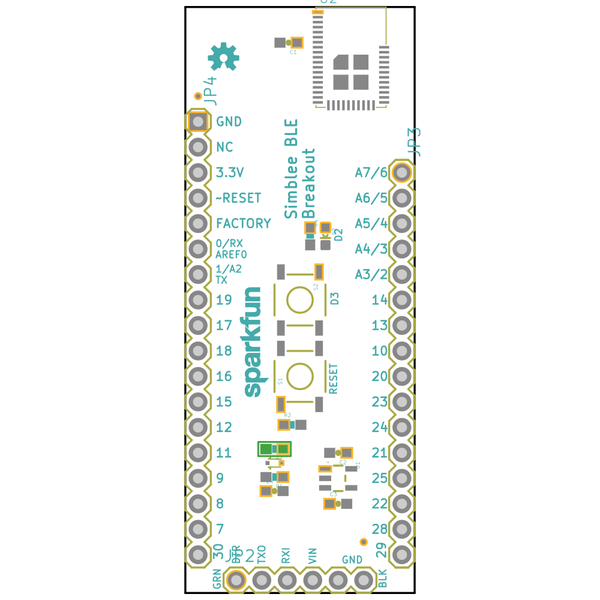 JP4
GND
NC
3.3V
~RESET
FACTORY
0/RX
AREF0
1/A2
TX
19
17
18
16
15
12
11
9
8
7
30
Simblee BLE
Breakout
D2
D3
RESET
sparkfun
JP3
A7/6
A6/5
A5/4
A4/3
A3/2
14
13
10
20
23
24
21
25
22
28
29
GRN
DTR
TXO
RXI
VIN
GND
BLK